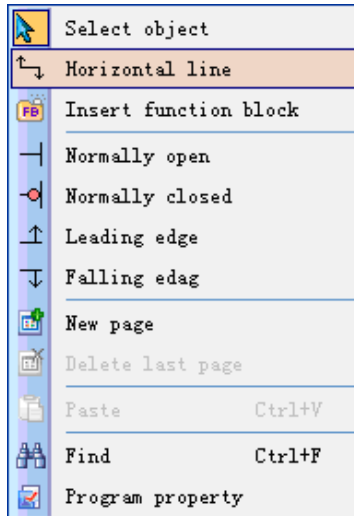 Select object
Horizontal line
FB Insert function block
Normally open
Normally closed
Leading edge
Falling edag
New page
Delete last page
Paste Ctrl+V
Find Ctrl+F
Program property